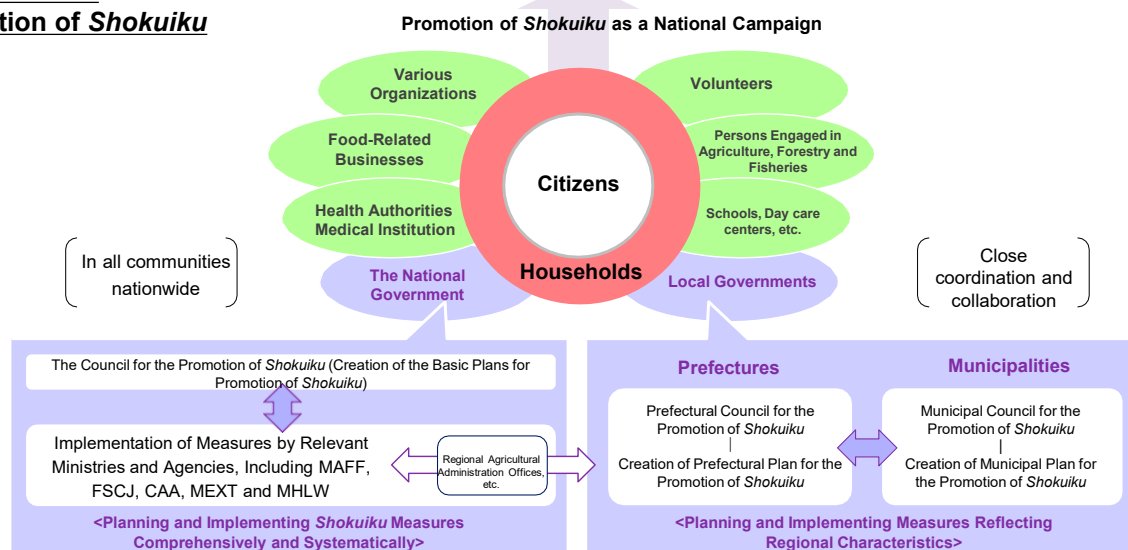 tion of Shokuiku
Promotion of Shokuiku as a National Campaign
Various
Organizations
Volunteers
Food-Related
Businesses
Persons Engaged in
Agriculture, Forestry and
Fisheries
Citizens
Health Authorities
Medical Institution
Schools, Day care
centers, etc.
In all communities
nationwide
The National
Government
Households
Local Governments
Close
coordination and
collaboration
The Council for the Promotion of Shokuiku (Creation of the Basic Plans for
Promotion of Shokuiku)
Implementation of Measures by Relevant
Ministries and Agencies, Including MAFF,
FSCJ, CAA, MEXT and MHLW
<Planning and Implementing Shokuiku Measures
Comprehensively and Systematically>
Regional Agricultural
Administration Offices,
etc.
Prefectures
Prefectural Council for the
Promotion of Shokuiku
Creation of Prefectural Plan for the
Promotion of Shokuiku
Municipalities
Municipal Council for the
Promotion of Shokuiku
Creation of Municipal Plan for
the Promotion of Shokuiku
<Planning and Implementing Measures Reflecting
Regional Characteristics>